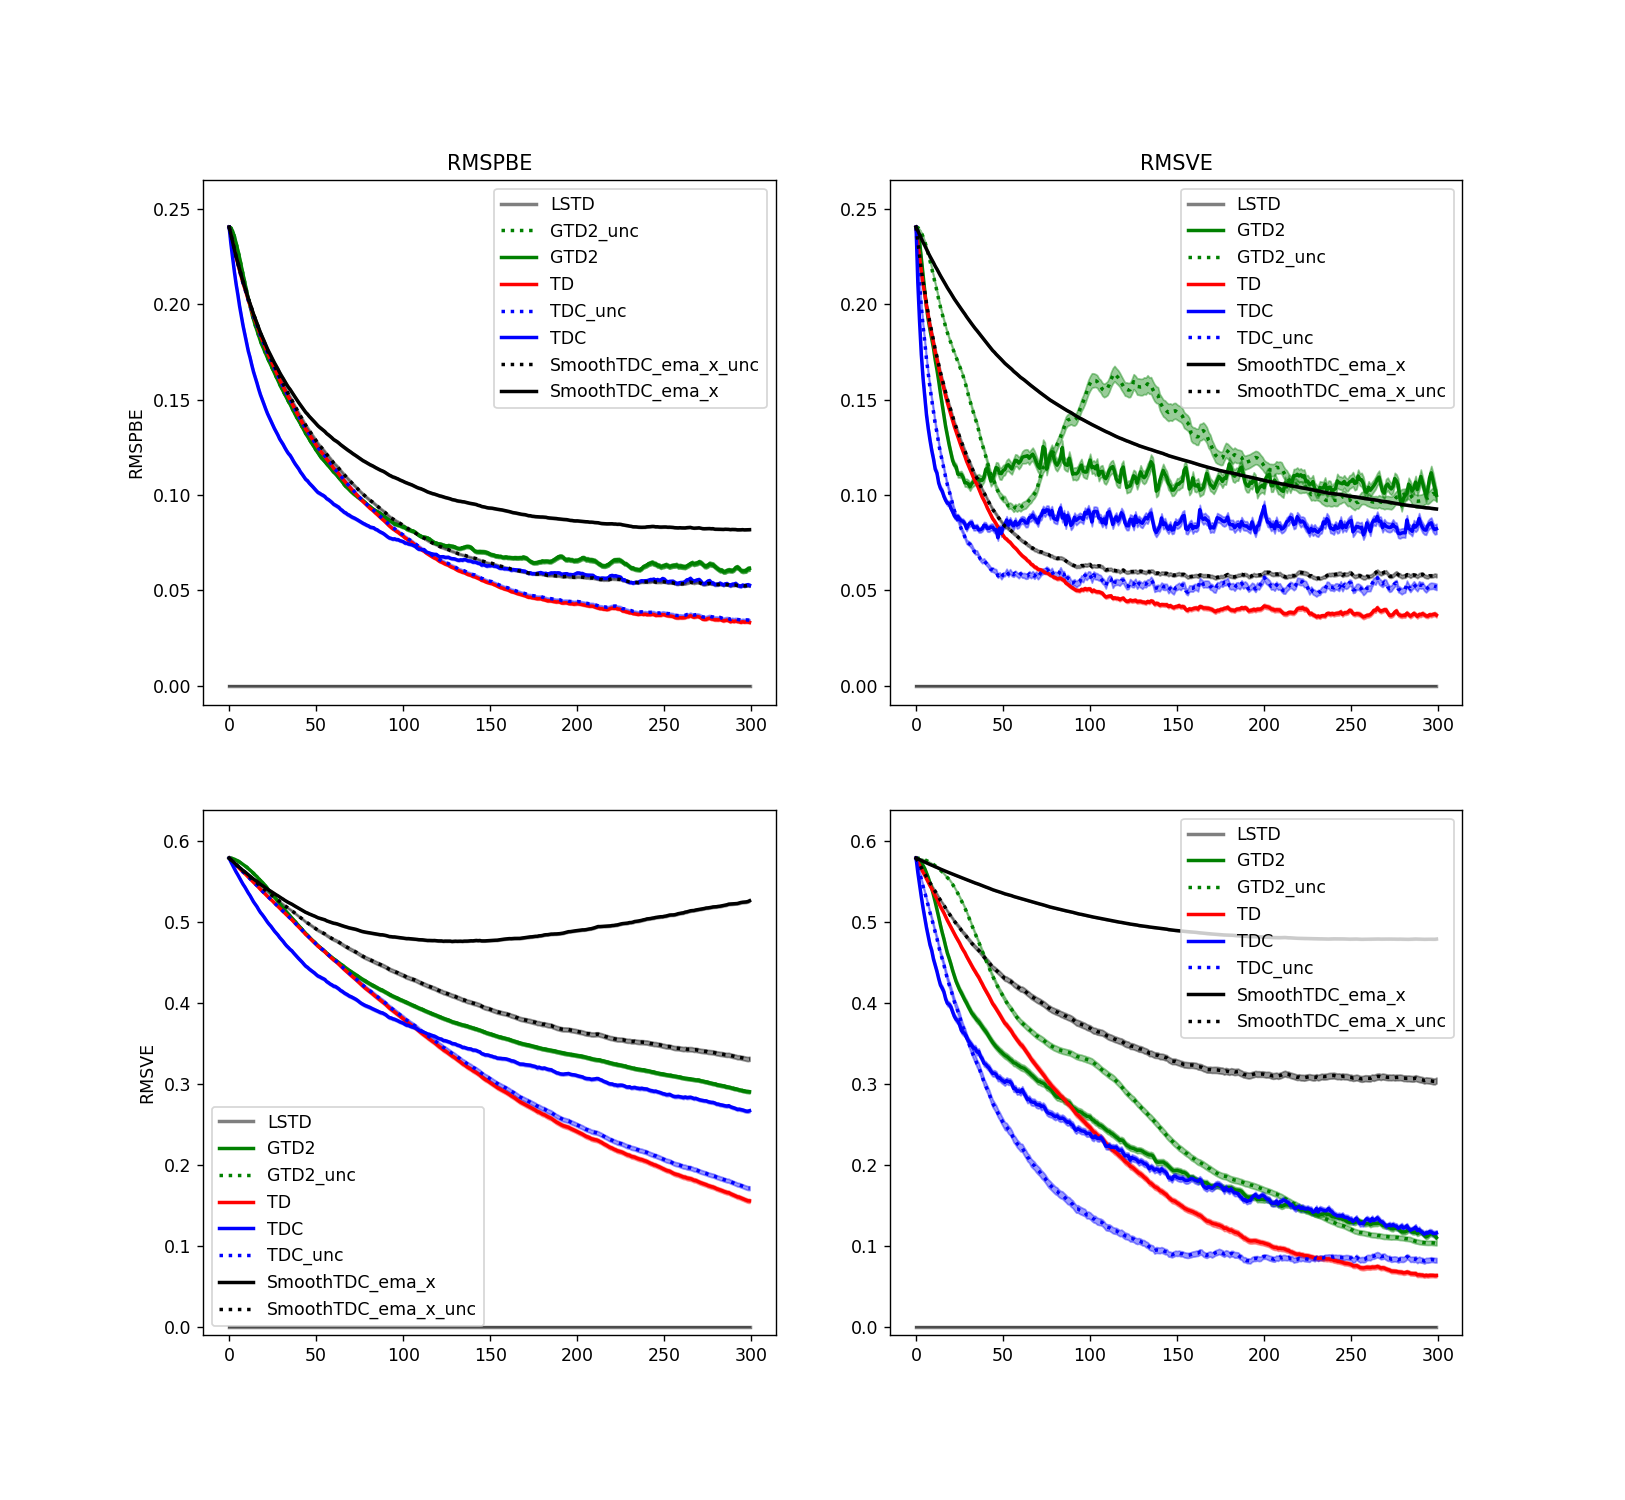 RMSPBE
RMSPBE
0.25
0.20
0.15
0.10
0.05
0.00
0 50 100 150 200 250 300
LSTD
GTD2_unc
GTD2
TD
TDC_unc
TDC
SmoothTDC_ema_x_unc
SmoothTDC_ema_x
RMSVE
0.25
0.20
0.15
0.10
0.05
0.00
0 50 100 150 200 250 300
LSTD
GTD2
GTD2_unc
TD
TDC
TDC_unc
SmoothTDC_ema_x
SmoothTDC_ema_x_unc
RMSVE
0.6
0.5
0.4
0.3
0.2
0.1
0.0
0 50 100 150 200 250 300
LSTD
GTD2
GTD2_unc
TD
TDC
TDC_unc
SmoothTDC_ema_x
SmoothTDC_ema_x_unc
0.6
0.5
0.4
0.3
0.2
0.1
0.0
0 50 100 150 200 250 300
LSTD
GTD2
GTD2_unc
TD
TDC
TDC_unc
SmoothTDC_ema_x
SmoothTDC_ema_x_unc